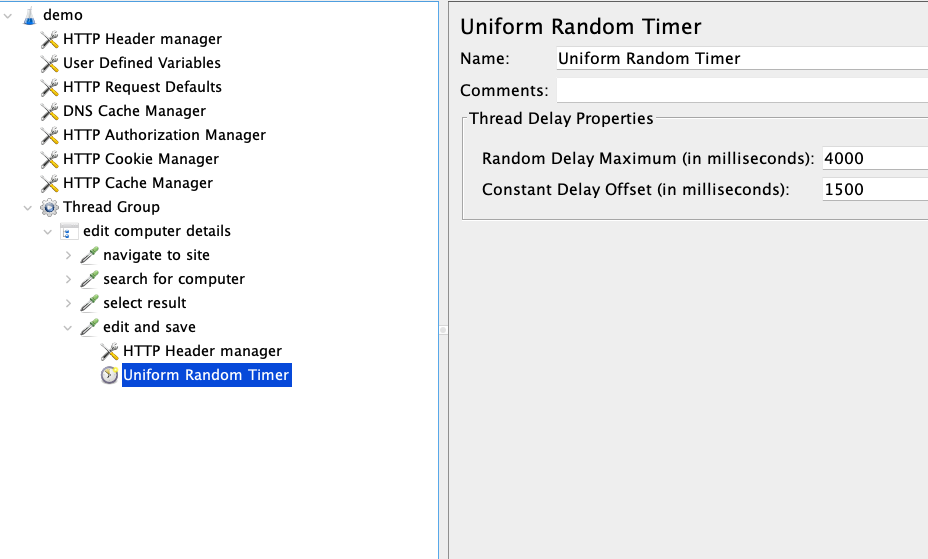 demo
HTTP Header manager
User Defined Variables
HTTP Request Defaults
DNS Cache Manager
HTTP Authorization Manager
HTTP Cookie Manager
HTTP Cache Manager
Thread Group
edit computer details
navigate to site
search for computer
select result
edit and save
HTTP Header manager
Uniform Random Timer
Uniform Random Timer
Name: Uniform Random Timer
Comments:
Thread Delay Properties
Random Delay Maximum (in milliseconds): 4000
Constant Delay Offset (in milliseconds): 1500